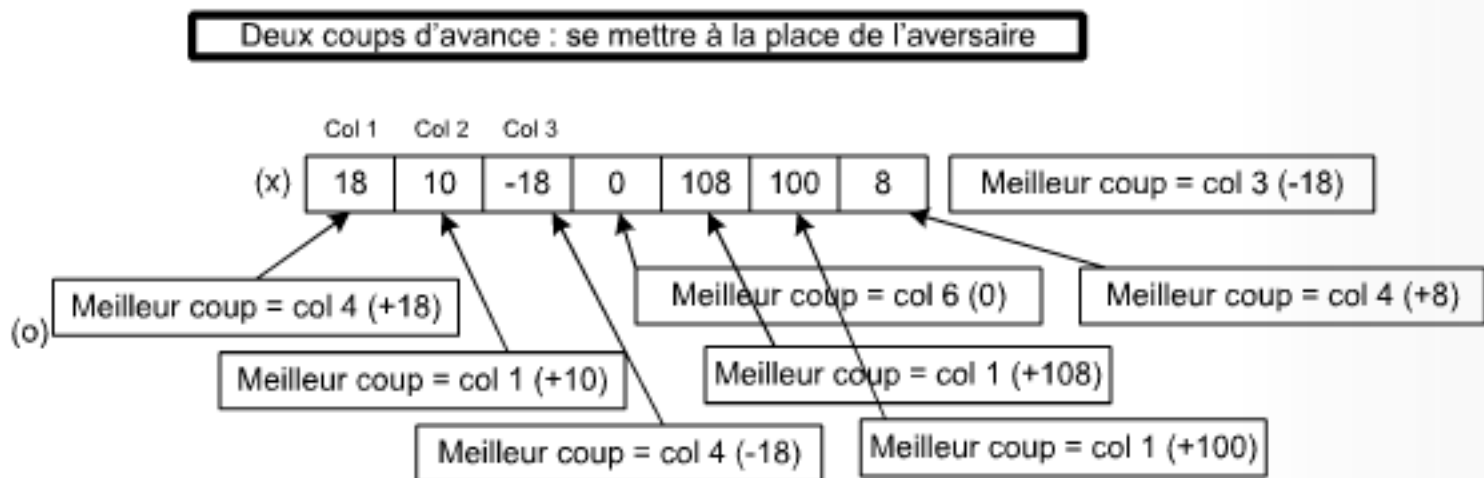 Deux coups d'avance : se mettre à la place de l'aversaire
Col 1 Col 2 Col 3
(x) 18 10 -18 0 108 100 8 Meilleur coup = col 3 (-18)
Meilleur coup = col 4 (+18) Meilleur coup = col 6 (0) Meilleur coup = col 4 (+8)
(o)
Meilleur coup = col 1 (+10) Meilleur coup = col 1 (+108)
Meilleur coup = col 4 (-18) Meilleur coup = col 1 (+100)